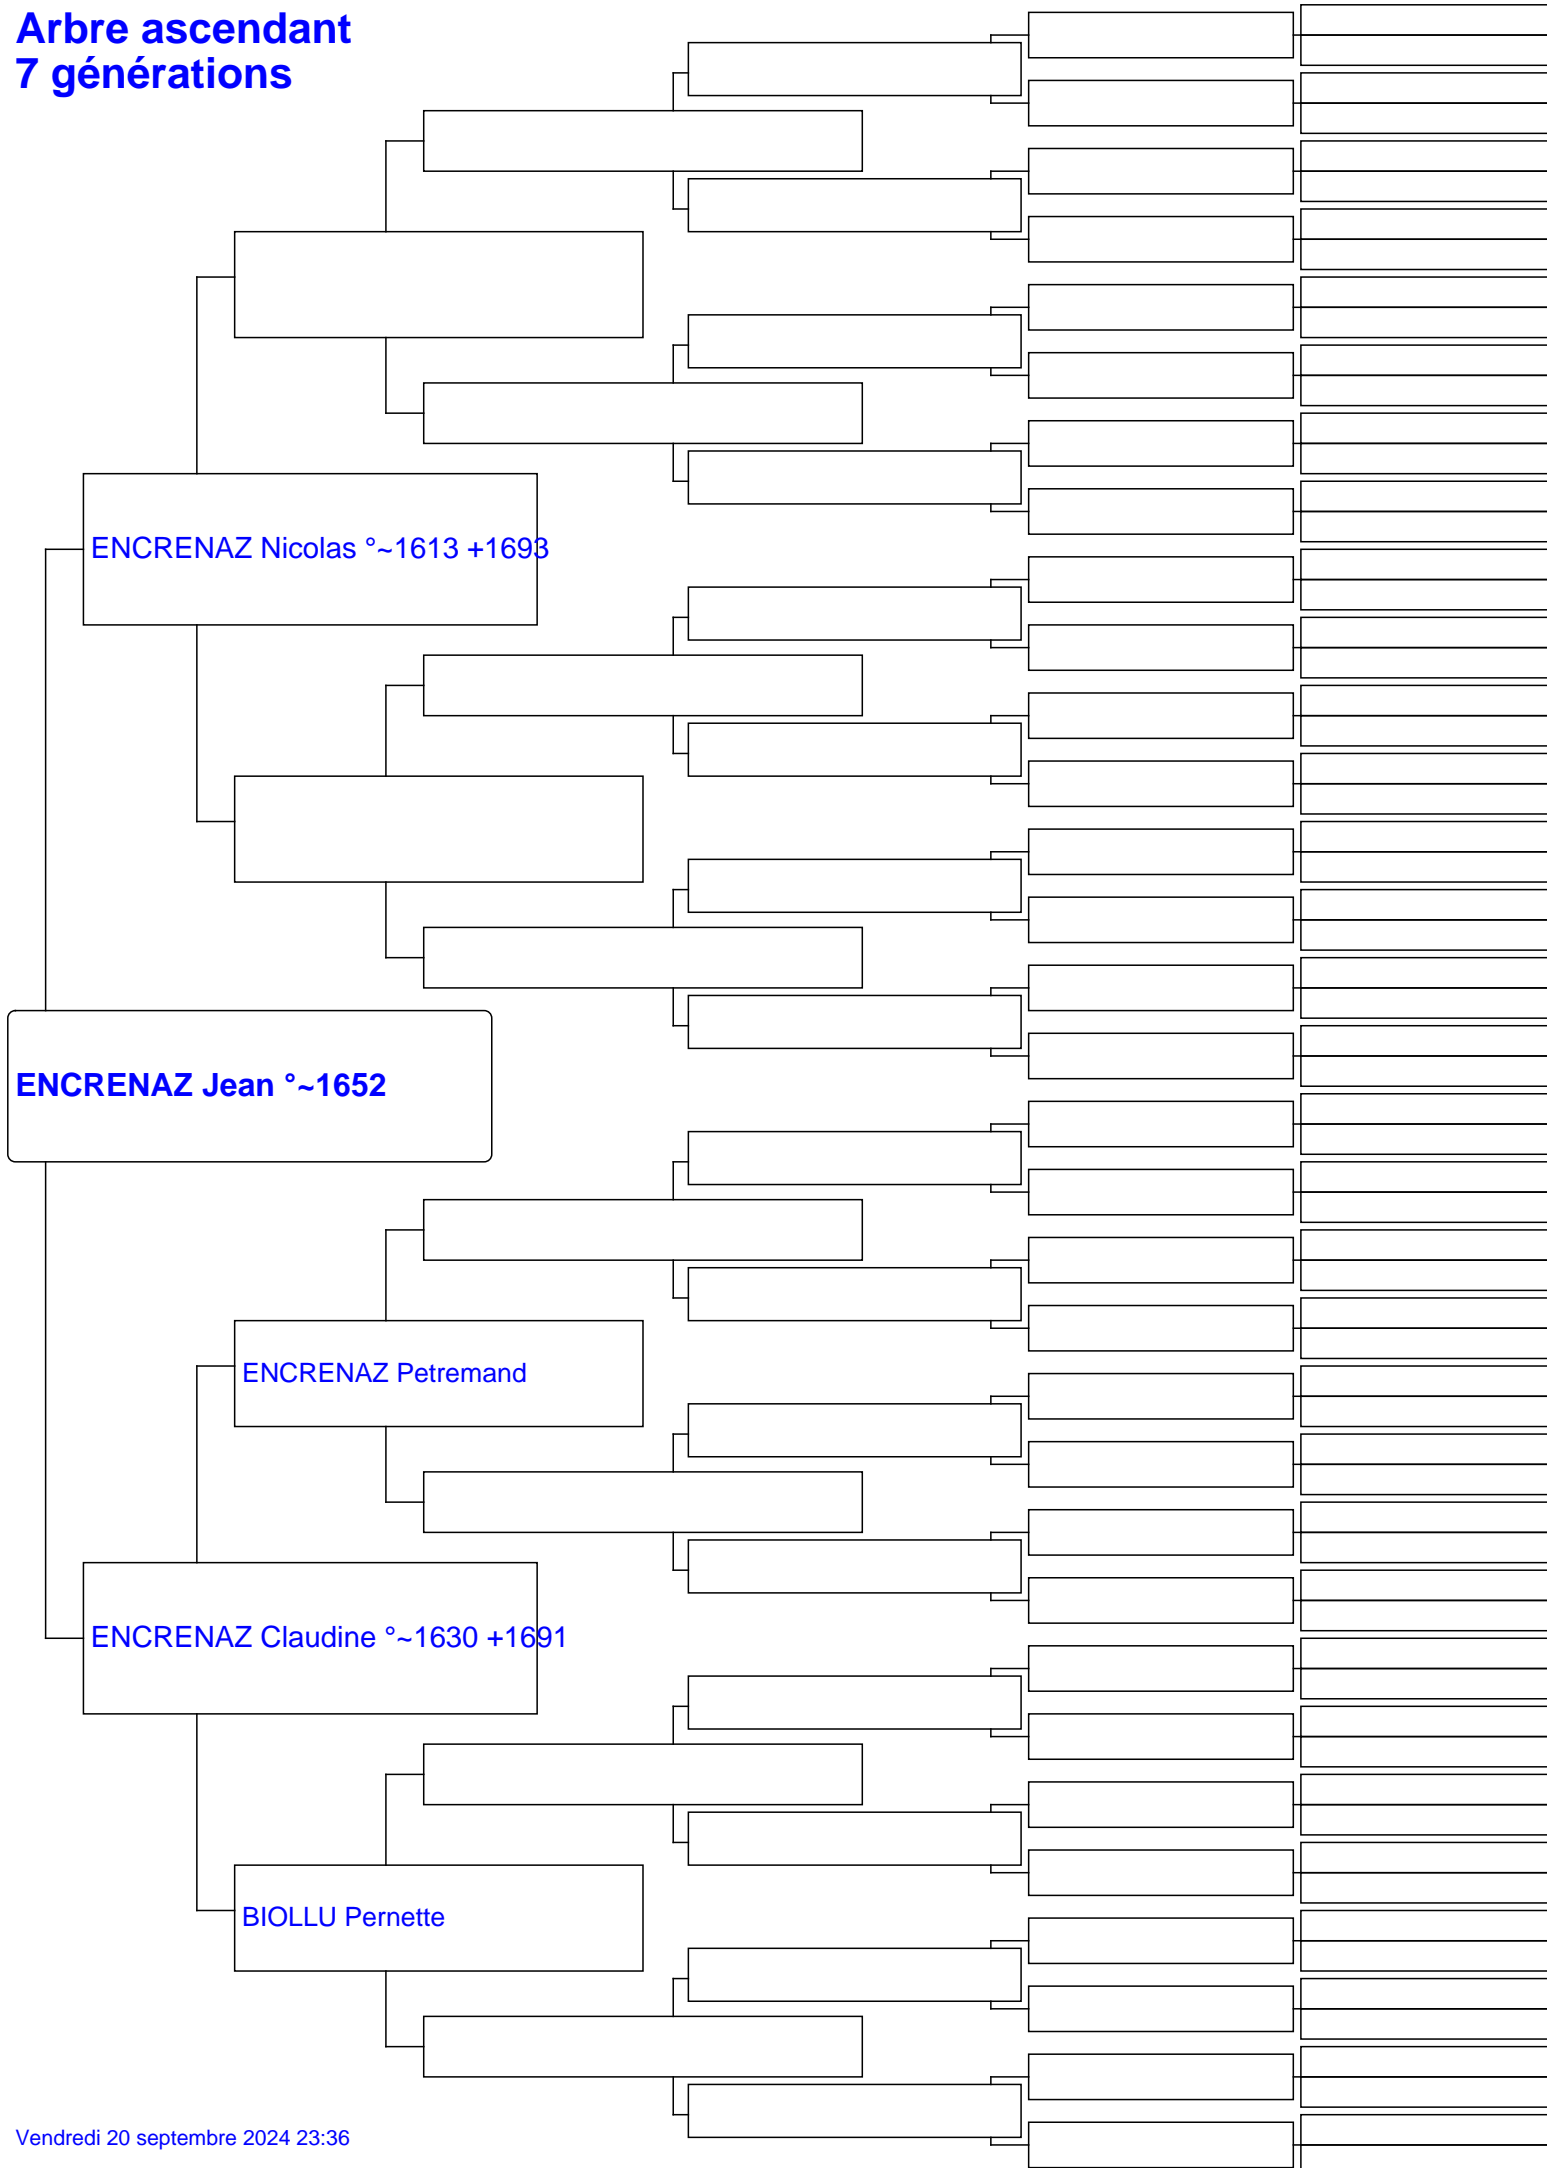 Arbre ascendant
7 générations
ENCRENAZ Nicolas °~1613 +1693
ENCRENAZ Jean °~1652
ENCRENAZ Petremand
ENCRENAZ Claudine °~1630 +1691
BIOLLU Pernette
Vendredi 20 septembre 2024 23:36